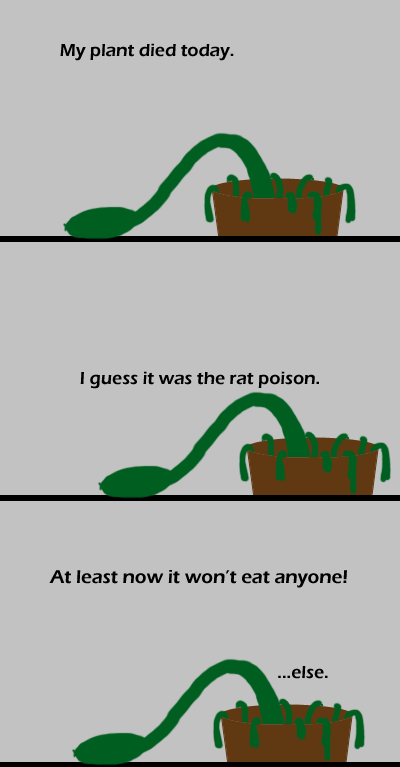 My plant died today.
I guess it was the rat poison.
At least now it won't eat anyone!
...else.